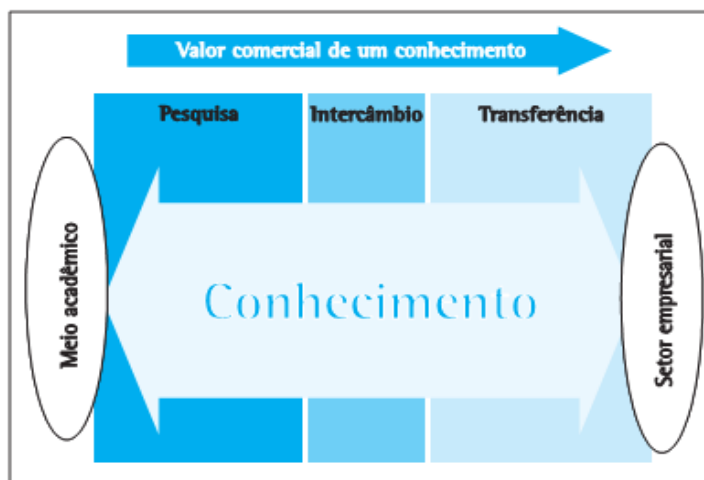 Valor comercial de um conhecimento
Pesquisa
Intercâmbio
Transferência
Meio acadêmico
Conhecimento
Setor empresarial